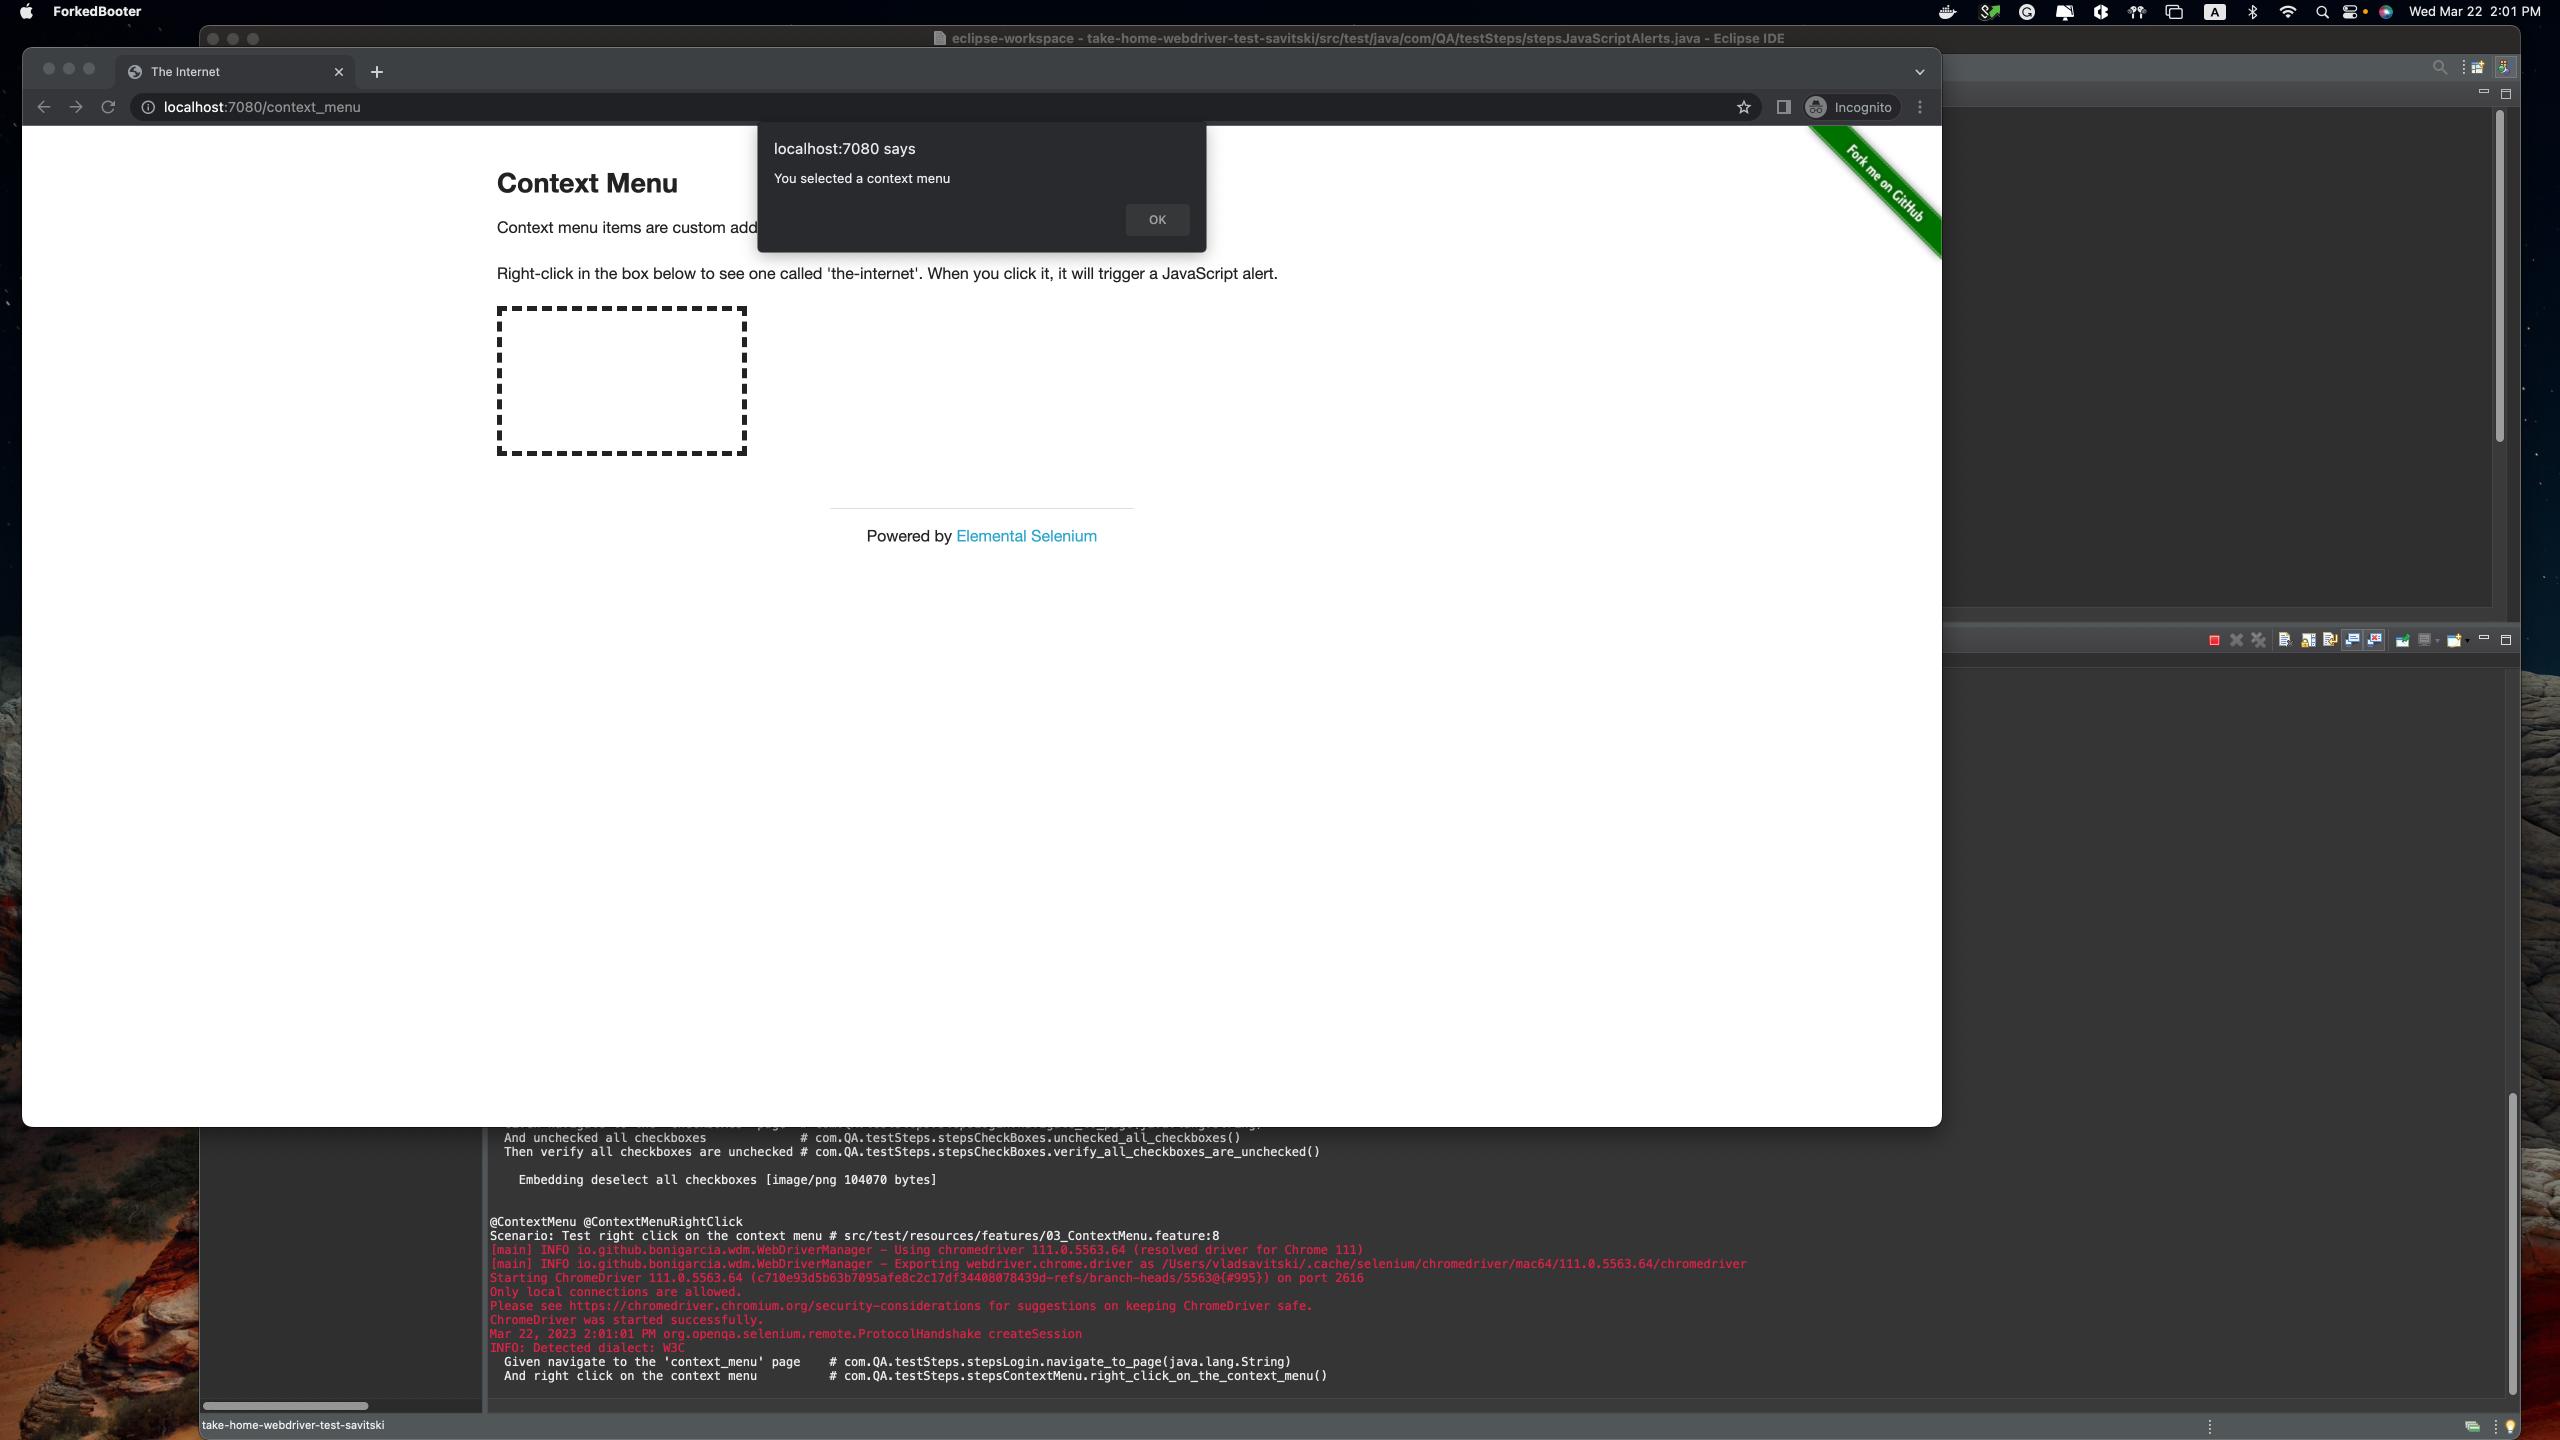 ForkedBooter
A
Wed Mar 22 2:01 PM
eclipse-workspace - take-home-webdriver-test-savitski/src/test/java/com/QA/testSteps/stepsJavaScriptAlerts.java - Eclipse IDE
The Internet
localhost:7080/context_menu
Incognito
localhost:7080 says
You selected a context menu
OK
Fork me on GitHub
Context Menu
Context menu items are custom add
Right-click in the box below to see one called 'the-internet'. When you click it, it will trigger a JavaScript alert.
Powered by Elemental Selenium
And unchecked all checkboxes # com.QA.testSteps.stepsCheckBoxes.unchecked_all_checkboxes()
Then verify all checkboxes are unchecked # com.QA.testSteps.stepsCheckBoxes.verify_all_checkboxes_are_unchecked()
Embedding deselect all checkboxes [image/png 104070 bytes]
@ContextMenu @ContextMenuRightClick
Scenario: Test right click on the context menu # src/test/resources/features/03_ContextMenu.feature:8
[main] INFO io.github.bonigarcia.wdm.WebDriverManager - Using chromedriver 111.0.5563.64 (resolved driver for Chrome 111)
[main] INFO io.github.bonigarcia.wdm.WebDriverManager - Exporting webdriver.chrome.driver as /Users/vladsavitski/.cache/selenium/chromedriver/mac64/111.0.5563.64/chromedriver
Starting ChromeDriver 111.0.5563.64 (c710e93d5b63b7095afe8c2c17df34408078439d-refs/branch-heads/5563@{#995}) on port 2616
Only local connections are allowed.
Please see https://chromedriver.chromium.org/security-considerations for suggestions on keeping ChromeDriver safe.
ChromeDriver was started successfully.
Mar 22, 2023 2:01:01 PM org.openqa.selenium.remote.ProtocolHandshake createSession
INFO: Detected dialect: W3C
Given navigate to the 'context_menu' page # com.QA.testSteps.stepsLogin.navigate_to_page(java.lang.String)
And right click on the context menu # com.QA.testSteps.stepsContextMenu.right_click_on_the_context_menu()
take-home-webdriver-test-savitski